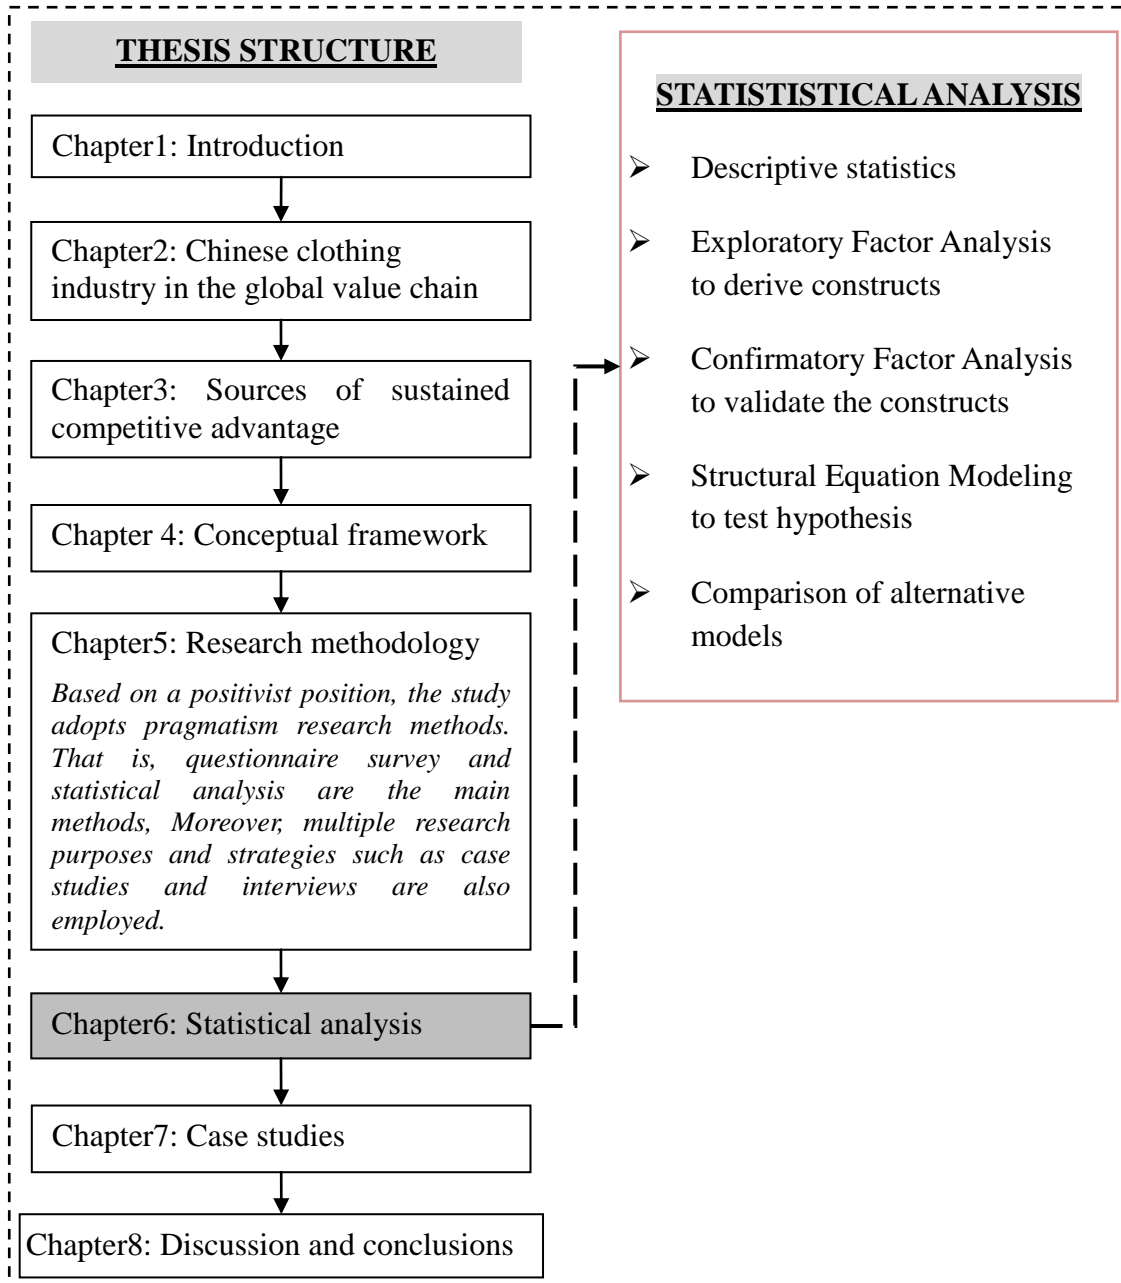 THESIS STRUCTURE
Chapter1: Introduction
Chapter2: Chinese clothing
industry in the global value chain
Chapter3: Sources of sustained
competitive advantage
Chapter 4: Conceptual framework
Chapter5: Research methodology
Based on a positivist position, the study
adopts pragmatism research methods.
That is, questionnaire survey and
statistical analysis are the main
methods, Moreover, multiple research
purposes and strategies such as case
studies and interviews are also
employed.
Chapter6: Statistical analysis
Chapter7: Case studies
Chapter8: Discussion and conclusions
STATISTISTICAL ANALYSIS
➢ Descriptive statistics
➢ Exploratory Factor Analysis
to derive constructs
➢ Confirmatory Factor Analysis
to validate the constructs
➢ Structural Equation Modeling
to test hypothesis
➢ Comparison of alternative
models